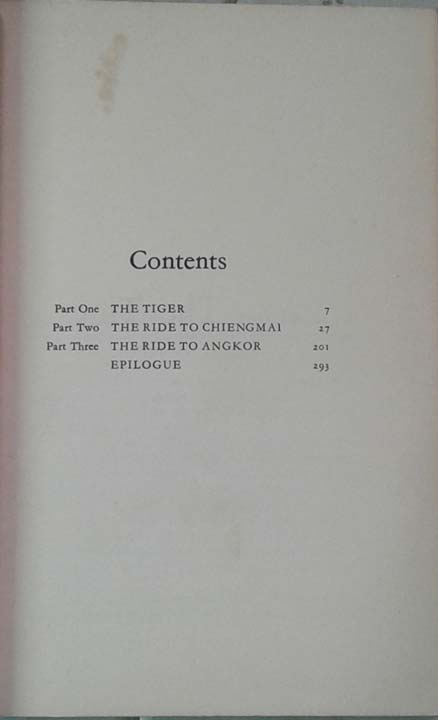 Contents
Part One THE TIGER 7
Part Two THE RIDE TO CHIENGMAI 27
Part Three THE RIDE TO ANGKOR 201
EPILOGUE 293